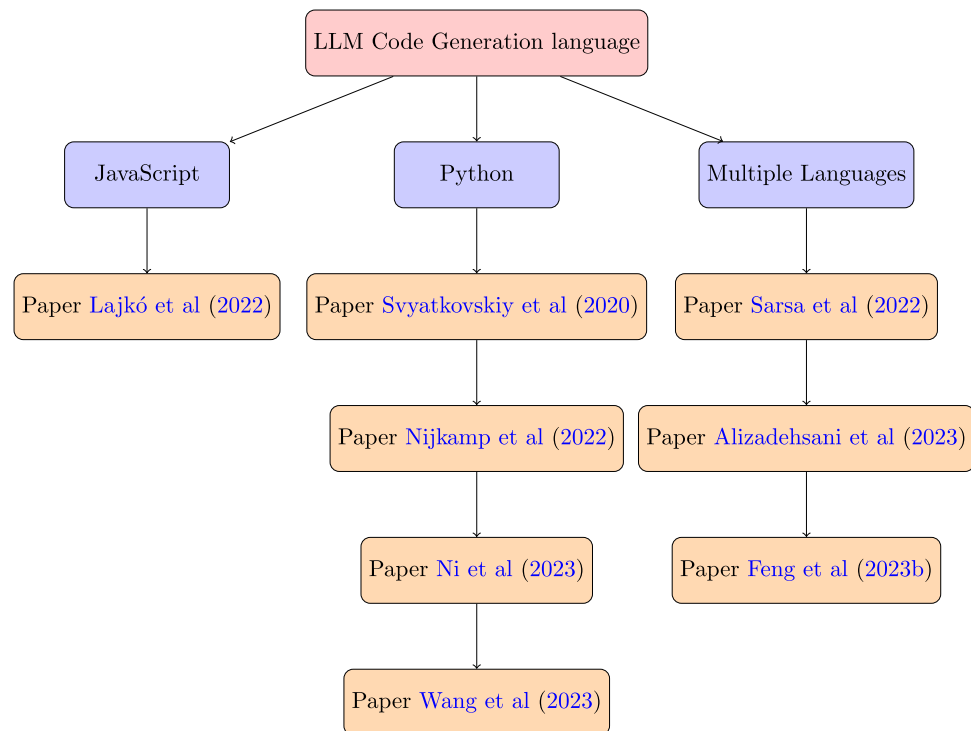 LLM Code Generation language
JavaScript
Python
Multiple Languages
Paper Lajkó et al (2022)
Paper Svyatkovskiy et al (2020)
Paper Sarsa et al (2022)
Paper Nijkamp et al (2022)
Paper Alizadehsani et al (2023)
Paper Ni et al (2023)
Paper Feng et al (2023b)
Paper Wang et al (2023)